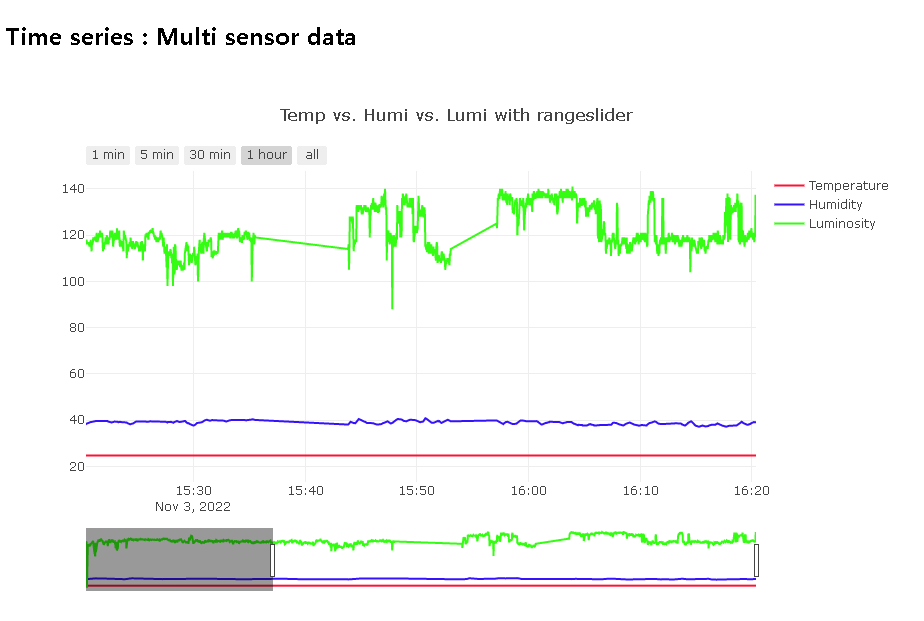 Time series : Multi sensor data
Temp vs. Humi vs. Lumi with rangeslider
1 min 5 min 30 min 1 hour all
Temperature
Humidity
Luminosity
140
120
100
80
60
40
20
15:30 15:40 15:50 16:00 16:10 16:20
Nov 3, 2022